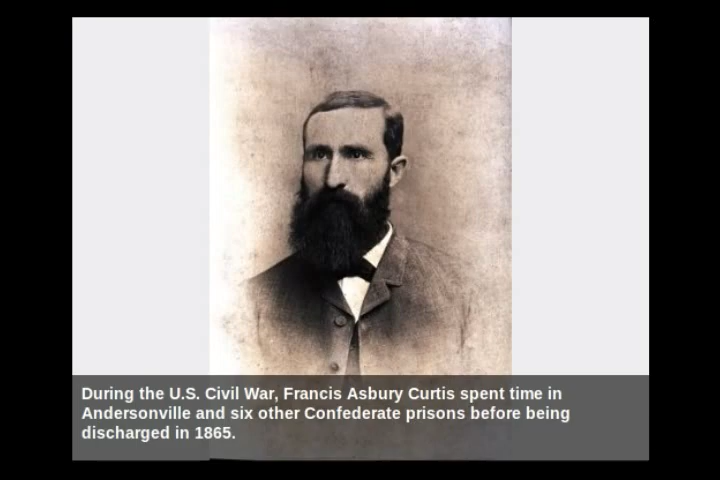 During the U.S. Civil War, Francis Asbury Curtis spent time in
Andersonville and six other Confederate prisons before being
discharged in 1865.